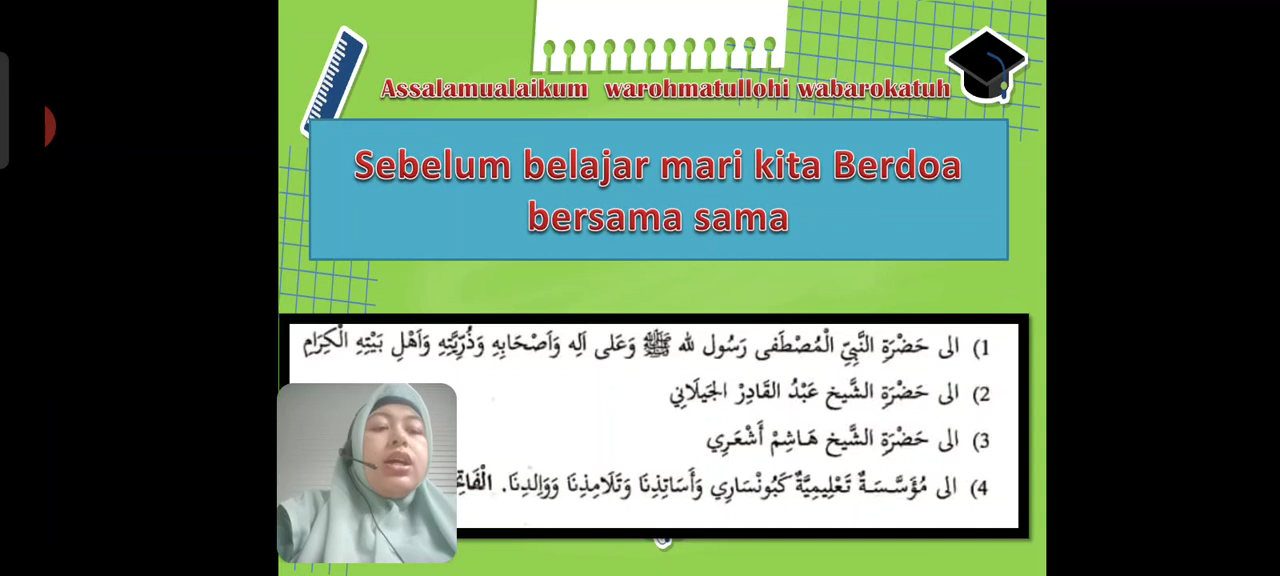 Assalamualaikum warohmatullohi wabarokatuh
Sebelum belajar mari kita Berdoa
bersama sama
1) الى حَضْرَةِ النَّبِيِّ الْمُصْطَفَى رَسُول لله ﷺ وَعَلى اَلِه وَاَصْحَابِهِ وَذُرِّيَّتِهِ وَاَهْلِ بَيْتِهِ الْكِرَامِ
2) الى حَضْرَةِ الشَّيخ عَبْدُ القَادِرْ الجَيلَانِي
3) الى حَضْرَةِ الشَّيخ هَاشِمْ أَشْعَرِي
4) الى مُؤَسَّسَةٌ تَعْلِيمِيَّةٌ كَبُونْسَارِي وَأَسَاتِذِنَا وَتَلَامِذِنَا وَوَالِدِنَا.